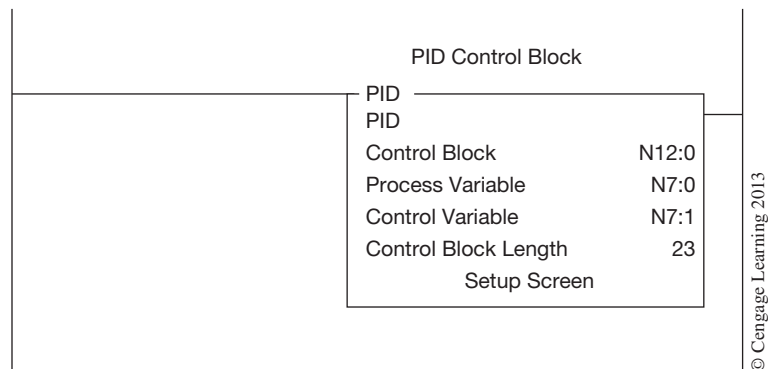 PID Control Block
PID
PID
Control Block N12:0
Process Variable N7:0
Control Variable N7:1
Control Block Length 23
Setup Screen
© Cengage Learning 2013